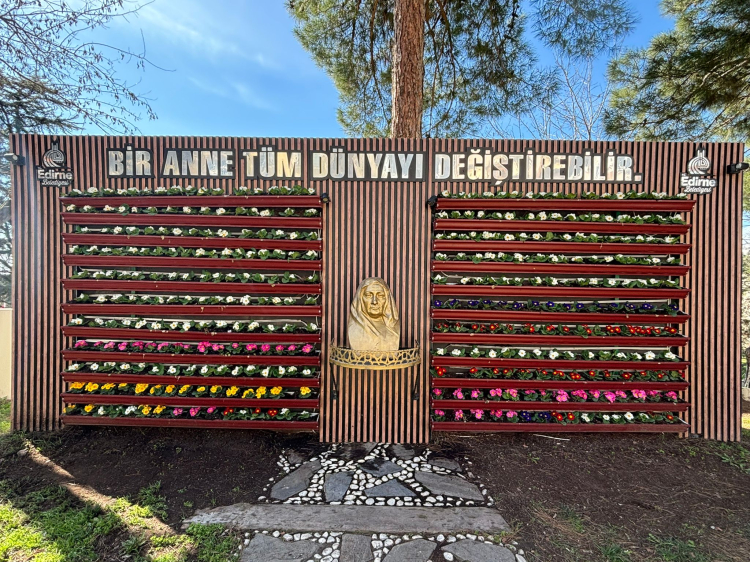 BİR ANNE TÜM DÜNYAYI DEĞİŞTİREBİLİR.
Edirne
Belediyesi
Edirne
Belediyesi